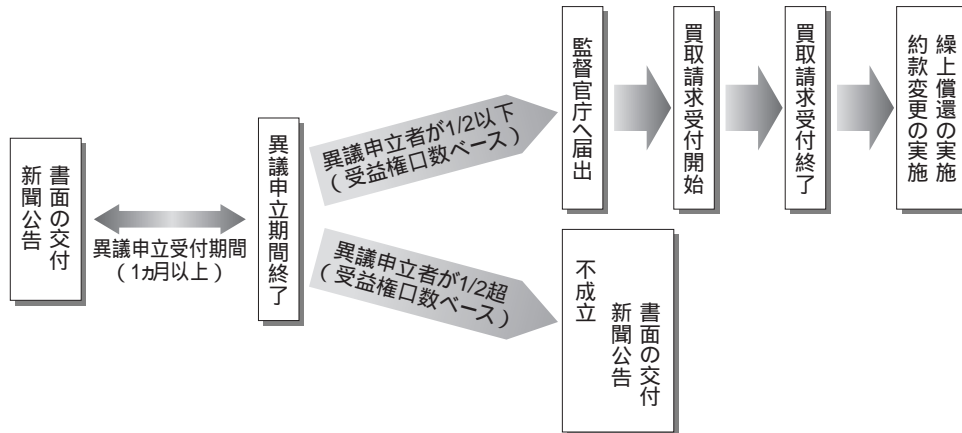 書面の交付
新聞公告
異議申立受付期間
（1ヵ月以上）
異議申立期間終了
異議申立者が1/2以下
（受益権口数ベース）
監督官庁へ届出
買取請求受付開始
買取請求受付終了
繰上償還の実施
約款変更の実施
異議申立者が1/2超
（受益権口数ベース）
不成立
書面の交付
新聞公告